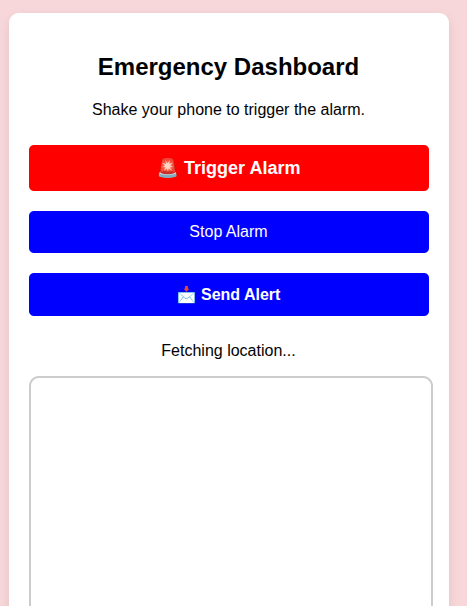 Emergency Dashboard
Shake your phone to trigger the alarm.
🚨 Trigger Alarm
Stop Alarm
📩 Send Alert
Fetching location...